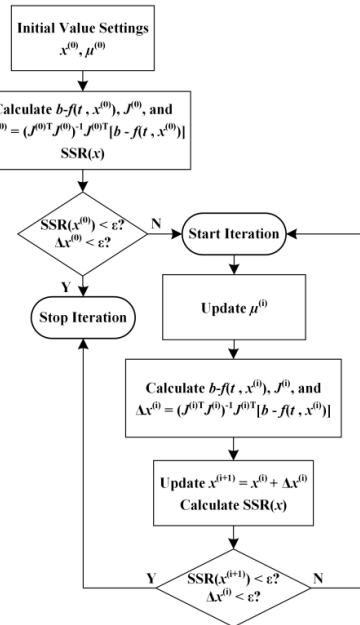 Initial Value Settings
x⁽⁰⁾, μ⁽⁰⁾
Calculate b-f(t , x⁽⁰⁾), J⁽⁰⁾, and
⁽⁰⁾ = (J⁽⁰⁾ᵀJ⁽⁰⁾)⁻¹J⁽⁰⁾ᵀ[b - f(t , x⁽⁰⁾)]
SSR(x)
SSR(x⁽⁰⁾) < ε?
Δx⁽⁰⁾ < ε?
N
Start Iteration
Y
Stop Iteration
Update μ⁽ⁱ⁾
Calculate b-f(t , x⁽ⁱ⁾), J⁽ⁱ⁾, and
Δx⁽ⁱ⁾ = (J⁽ⁱ⁾ᵀJ⁽ⁱ⁾)⁻¹J⁽ⁱ⁾ᵀ[b - f(t , x⁽ⁱ⁾)]
Update x⁽ⁱ⁺¹⁾ = x⁽ⁱ⁾ + Δx⁽ⁱ⁾
Calculate SSR(x)
Y
SSR(x⁽ⁱ⁺¹⁾) < ε?
Δx⁽ⁱ⁾ < ε?
N